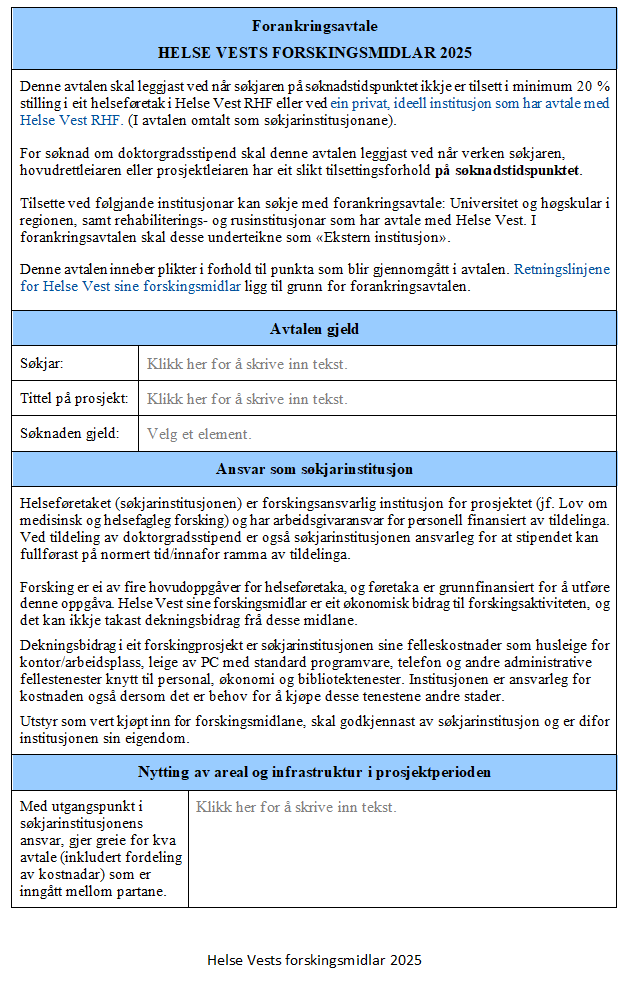 Forankringsavtale
HELSE VESTS FORSKINGSMIDLAR 2025
Denne avtalen skal leggjast ved når søkjaren på søknadstidspunktet ikkje er tilsett i minimum 20 %
stilling i eit helseføretak i Helse Vest RHF eller ved ein privat, ideell institusjon som har avtale med
Helse Vest RHF. (I avtalen omtalt som søkjarinstitusjonane).
For søknad om doktorgradsstipend skal denne avtalen leggjast ved når verken søkjaren,
hovudrettleiaren eller prosjektleiaren har eit slikt tilsettingsforhold på søknadstidspunktet.
Tilsette ved følgjande institusjonar kan søkje med forankringsavtale: Universitet og høgskular i
regionen, samt rehabiliterings- og rusinstitusjonar som har avtale med Helse Vest. I
forankringsavtalen skal desse underteikne som «Ekstern institusjon».
Denne avtalen inneber plikter i forhold til punkta som blir gjennomgått i avtalen. Retningslinjene
for Helse Vest sine forskingsmidlar ligg til grunn for forankringsavtalen.
Avtalen gjeld
Søkjar: Klikk her for å skrive inn tekst.
Tittel på prosjekt: Klikk her for å skrive inn tekst.
Søknaden gjeld: Velg et element.
Ansvar som søkjarinstitusjon
Helseføretaket (søkjarinstitusjonen) er forskingsansvarlig institusjon for prosjektet (jf. Lov om
medisinsk og helsefagleg forsking) og har arbeidsgivaransvar for personell finansiert av tildelinga.
Ved tildeling av doktorgradsstipend er også søkjarinstitusjonen ansvarleg for at stipendet kan
fullførast på normert tid/innafor ramma av tildelinga.
Forsking er ei av fire hovudoppgåver for helseføretaka, og føretaka er grunnfinansiert for å utføre
denne oppgåva. Helse Vest sine forskingsmidlar er eit økonomisk bidrag til forskingsaktiviteten, og
det kan ikkje takast dekningsbidrag frå desse midlane.
Dekningsbidrag i eit forskingprosjekt er søkjarinstitusjonen sine felleskostnader som husleige for
kontor/arbeidsplass, leige av PC med standard programvare, telefon og andre administrative
fellestenester knytt til personal, økonomi og bibliotektenester. Institusjonen er ansvarleg for
kostnaden også dersom det er behov for å kjøpe desse tenestene andre stader.
Utstyr som vert kjøpt inn for forskingsmidlane, skal godkjennast av søkjarinstitusjon og er difor
institusjonen sin eigendom.
Nytting av areal og infrastruktur i prosjektperioden
Med utgangspunkt i
søkjarinstitusjonens
ansvar, gjer greie for kva
avtale (inkludert fordeling
av kostnadar) som er
inngått mellom partane.
Klikk her for å skrive inn tekst.
Helse Vests forskingsmidlar 2025